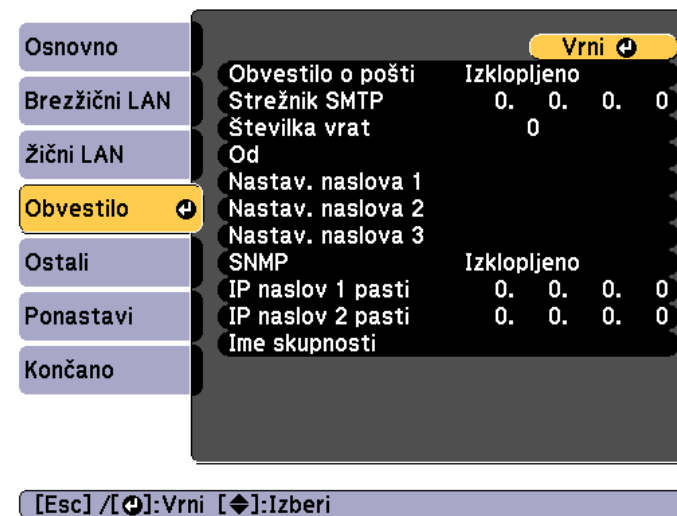 Osnovno
Brezžični LAN
Žični LAN
Obvestilo
Ostali
Ponastavi
Končano
Vrni
Obvestilo o pošti Izklopljeno
Strežnik SMTP 0. 0. 0. 0
Številka vrat 0
Od
Nastav. naslova 1
Nastav. naslova 2
Nastav. naslova 3
SNMP Izklopljeno
IP naslov 1 pasti 0. 0. 0. 0
IP naslov 2 pasti 0. 0. 0. 0
Ime skupnosti
[Esc] /[⏎]:Vrni [◆]:Izberi